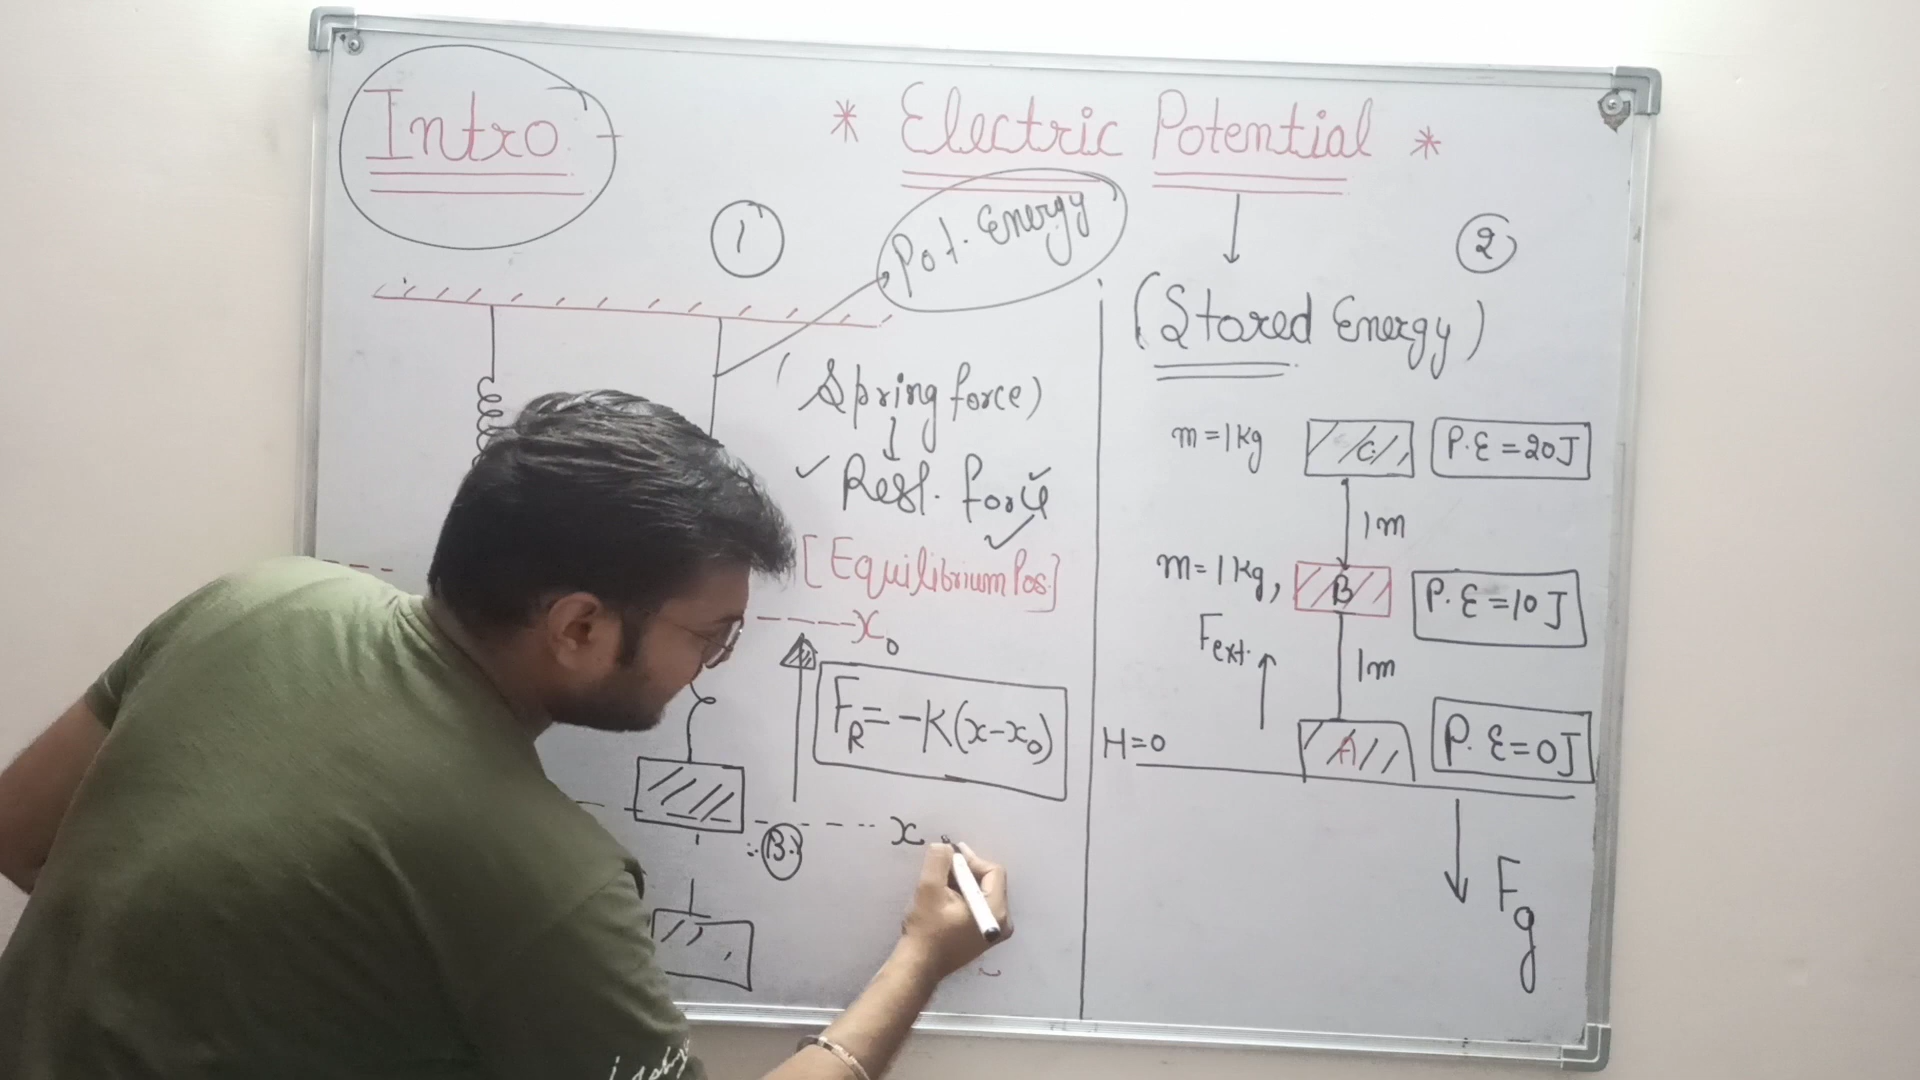 Intro
* Electric Potential *
1
Pot. Energy
(Spring force)
Rest. force
[Equilibrium Pos.]
x₀
F_R = -K(x-x₀)
x
B
2
(Stored Energy)
m=1kg
C
P.E=20J
1m
m=1kg,
B
P.E=10J
Fext.
1m
H=0
A
P.E=0J
Fg